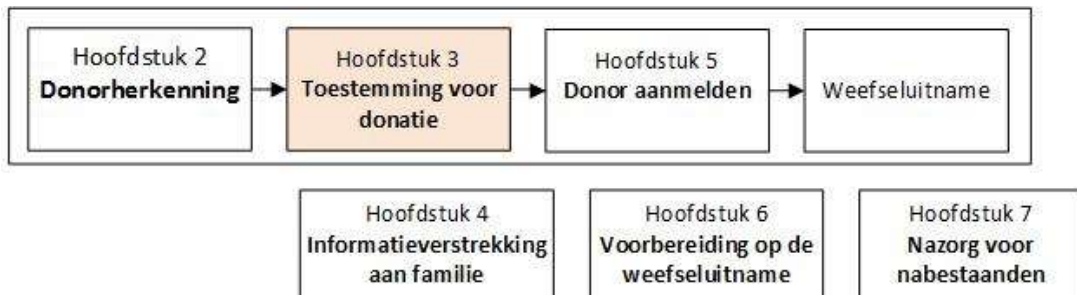 Hoofdstuk 2
Donorherkenning
Hoofdstuk 3
Toestemming voor
donatie
Hoofdstuk 5
Donor aanmelden
Weefseluitname
Hoofdstuk 4
Informatieverstrekking
aan familie
Hoofdstuk 6
Voorbereiding op de
weefseluitname
Hoofdstuk 7
Nazorg voor
nabestaanden